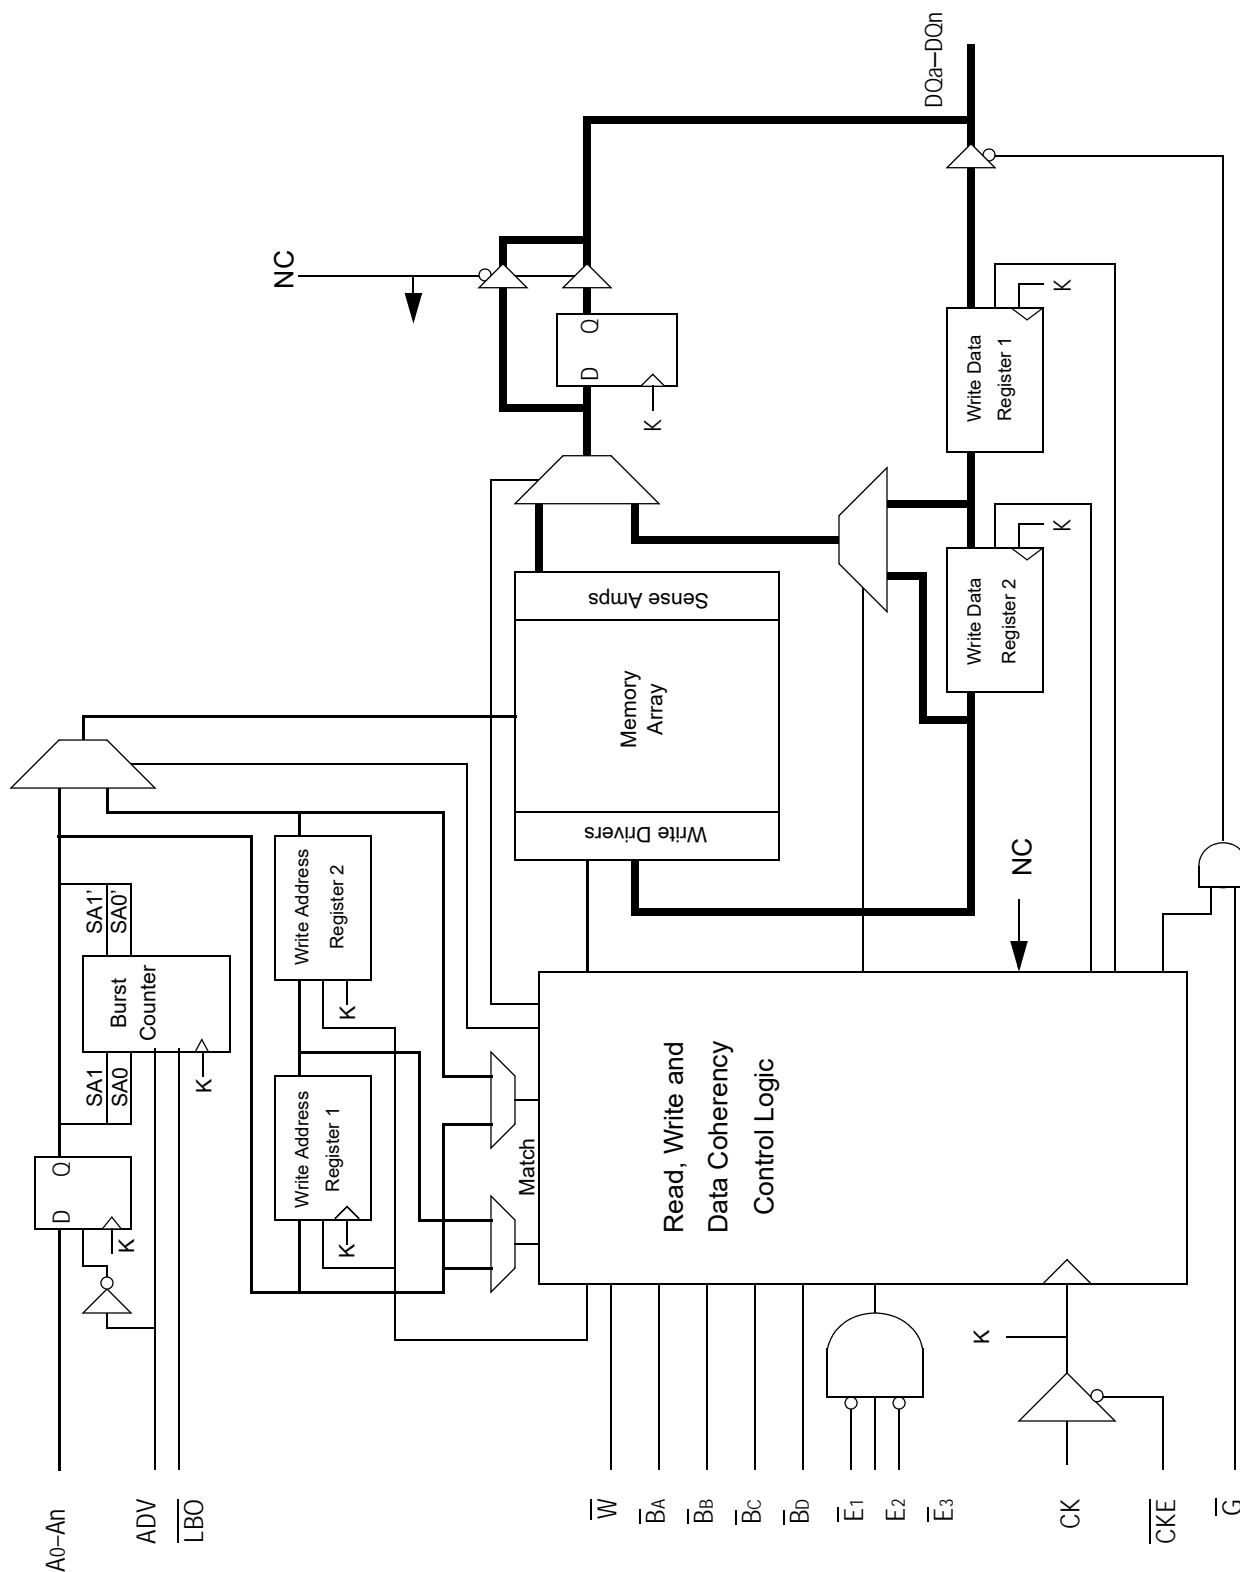 A0–An
ADV
LBO
W
BA
BB
BC
BD
E1
E2
E3
CK
CKE
G
D Q
K
SA1
SA0
Burst
Counter
SA1'
SA0'
K
Write Address
Register 1
K
Write Address
Register 2
K
Match
Read, Write and
Data Coherency
Control Logic
K
NC
Write Drivers
Memory
Array
Sense Amps
Write Data
Register 2
K
Write Data
Register 1
K
D Q
K
NC
DQa–DQn